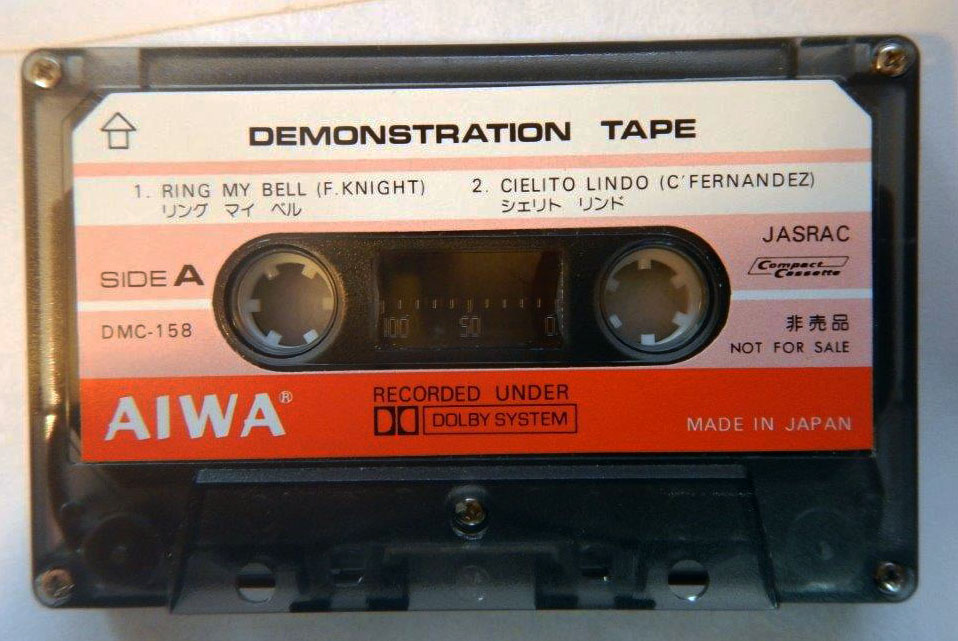 DEMONSTRATION TAPE
1. RING MY BELL (F.KNIGHT)
リング マイ ベル
2. CIELITO LINDO (C'FERNANDEZ)
シェリト リンド
JASRAC
SIDE A
Compact Cassette
100 50 0
DMC-158
非売品
NOT FOR SALE
AIWA®
RECORDED UNDER
DOLBY SYSTEM
MADE IN JAPAN